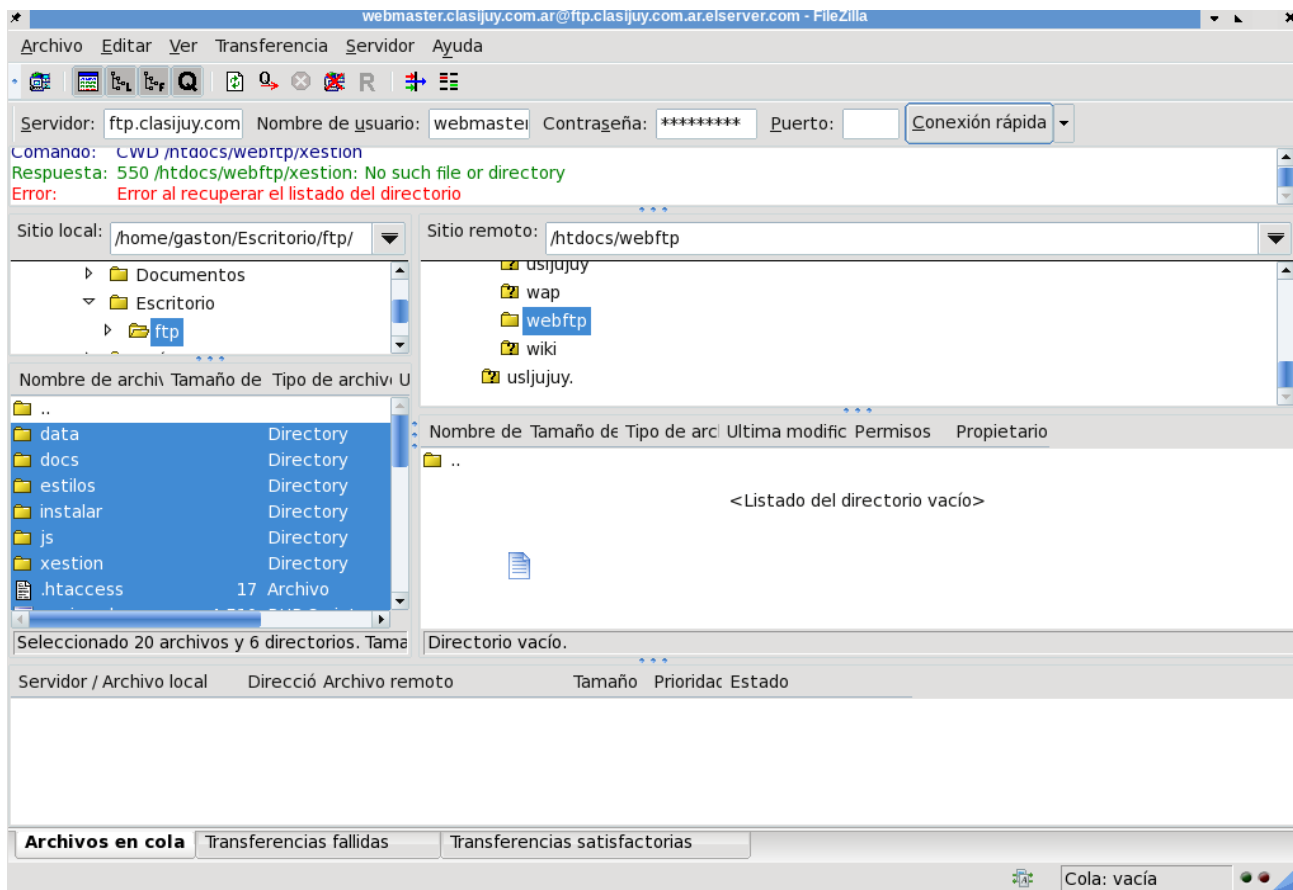 webmaster.clasijuy.com.ar@ftp.clasijuy.com.ar.elserver.com - FileZilla
Archivo Editar Ver Transferencia Servidor Ayuda
Servidor: ftp.clasijuy.com Nombre de usuario: webmaster Contraseña: ********* Puerto: Conexión rápida
Comando: CWD /htdocs/webftp/xestion
Respuesta: 550 /htdocs/webftp/xestion: No such file or directory
Error: Error al recuperar el listado del directorio
Sitio local: /home/gaston/Escritorio/ftp/
Documentos
Escritorio
ftp
Sitio remoto: /htdocs/webftp
usljujuy
wap
webftp
wiki
usljujuy.
Nombre de archiv Tamaño de Tipo de archivo U
..
data Directory
docs Directory
estilos Directory
instalar Directory
js Directory
xestion Directory
.htaccess 17 Archivo
Seleccionado 20 archivos y 6 directorios. Tama
Nombre de Tamaño de Tipo de arc Ultima modific Permisos Propietario
..
<Listado del directorio vacío>
Directorio vacío.
Servidor / Archivo local Direcció Archivo remoto Tamaño Prioridad Estado
Archivos en cola Transferencias fallidas Transferencias satisfactorias
Cola: vacía